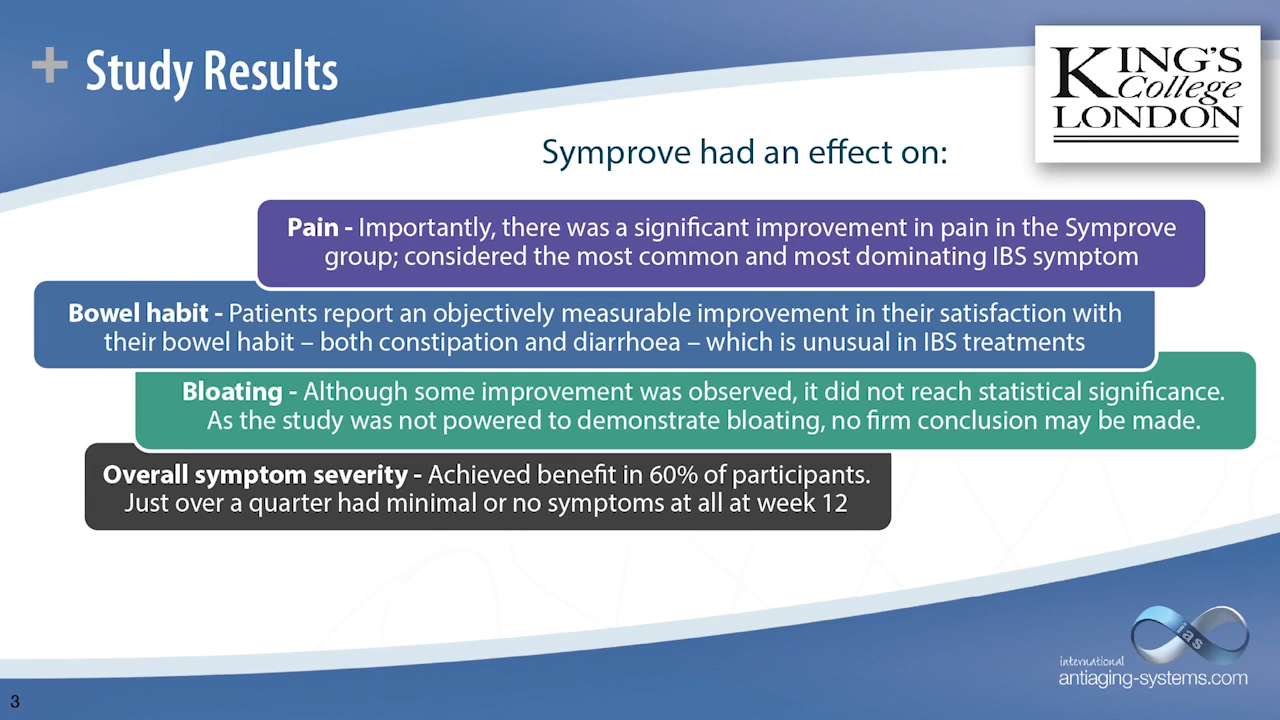 + Study Results
KING'S
College
LONDON
Symprove had an effect on:
Pain - Importantly, there was a significant improvement in pain in the Symprove
group; considered the most common and most dominating IBS symptom
Bowel habit - Patients report an objectively measurable improvement in their satisfaction with
their bowel habit – both constipation and diarrhoea – which is unusual in IBS treatments
Bloating - Although some improvement was observed, it did not reach statistical significance.
As the study was not powered to demonstrate bloating, no firm conclusion may be made.
Overall symptom severity - Achieved benefit in 60% of participants.
Just over a quarter had minimal or no symptoms at all at week 12
ias
international
antiaging-systems.com
3